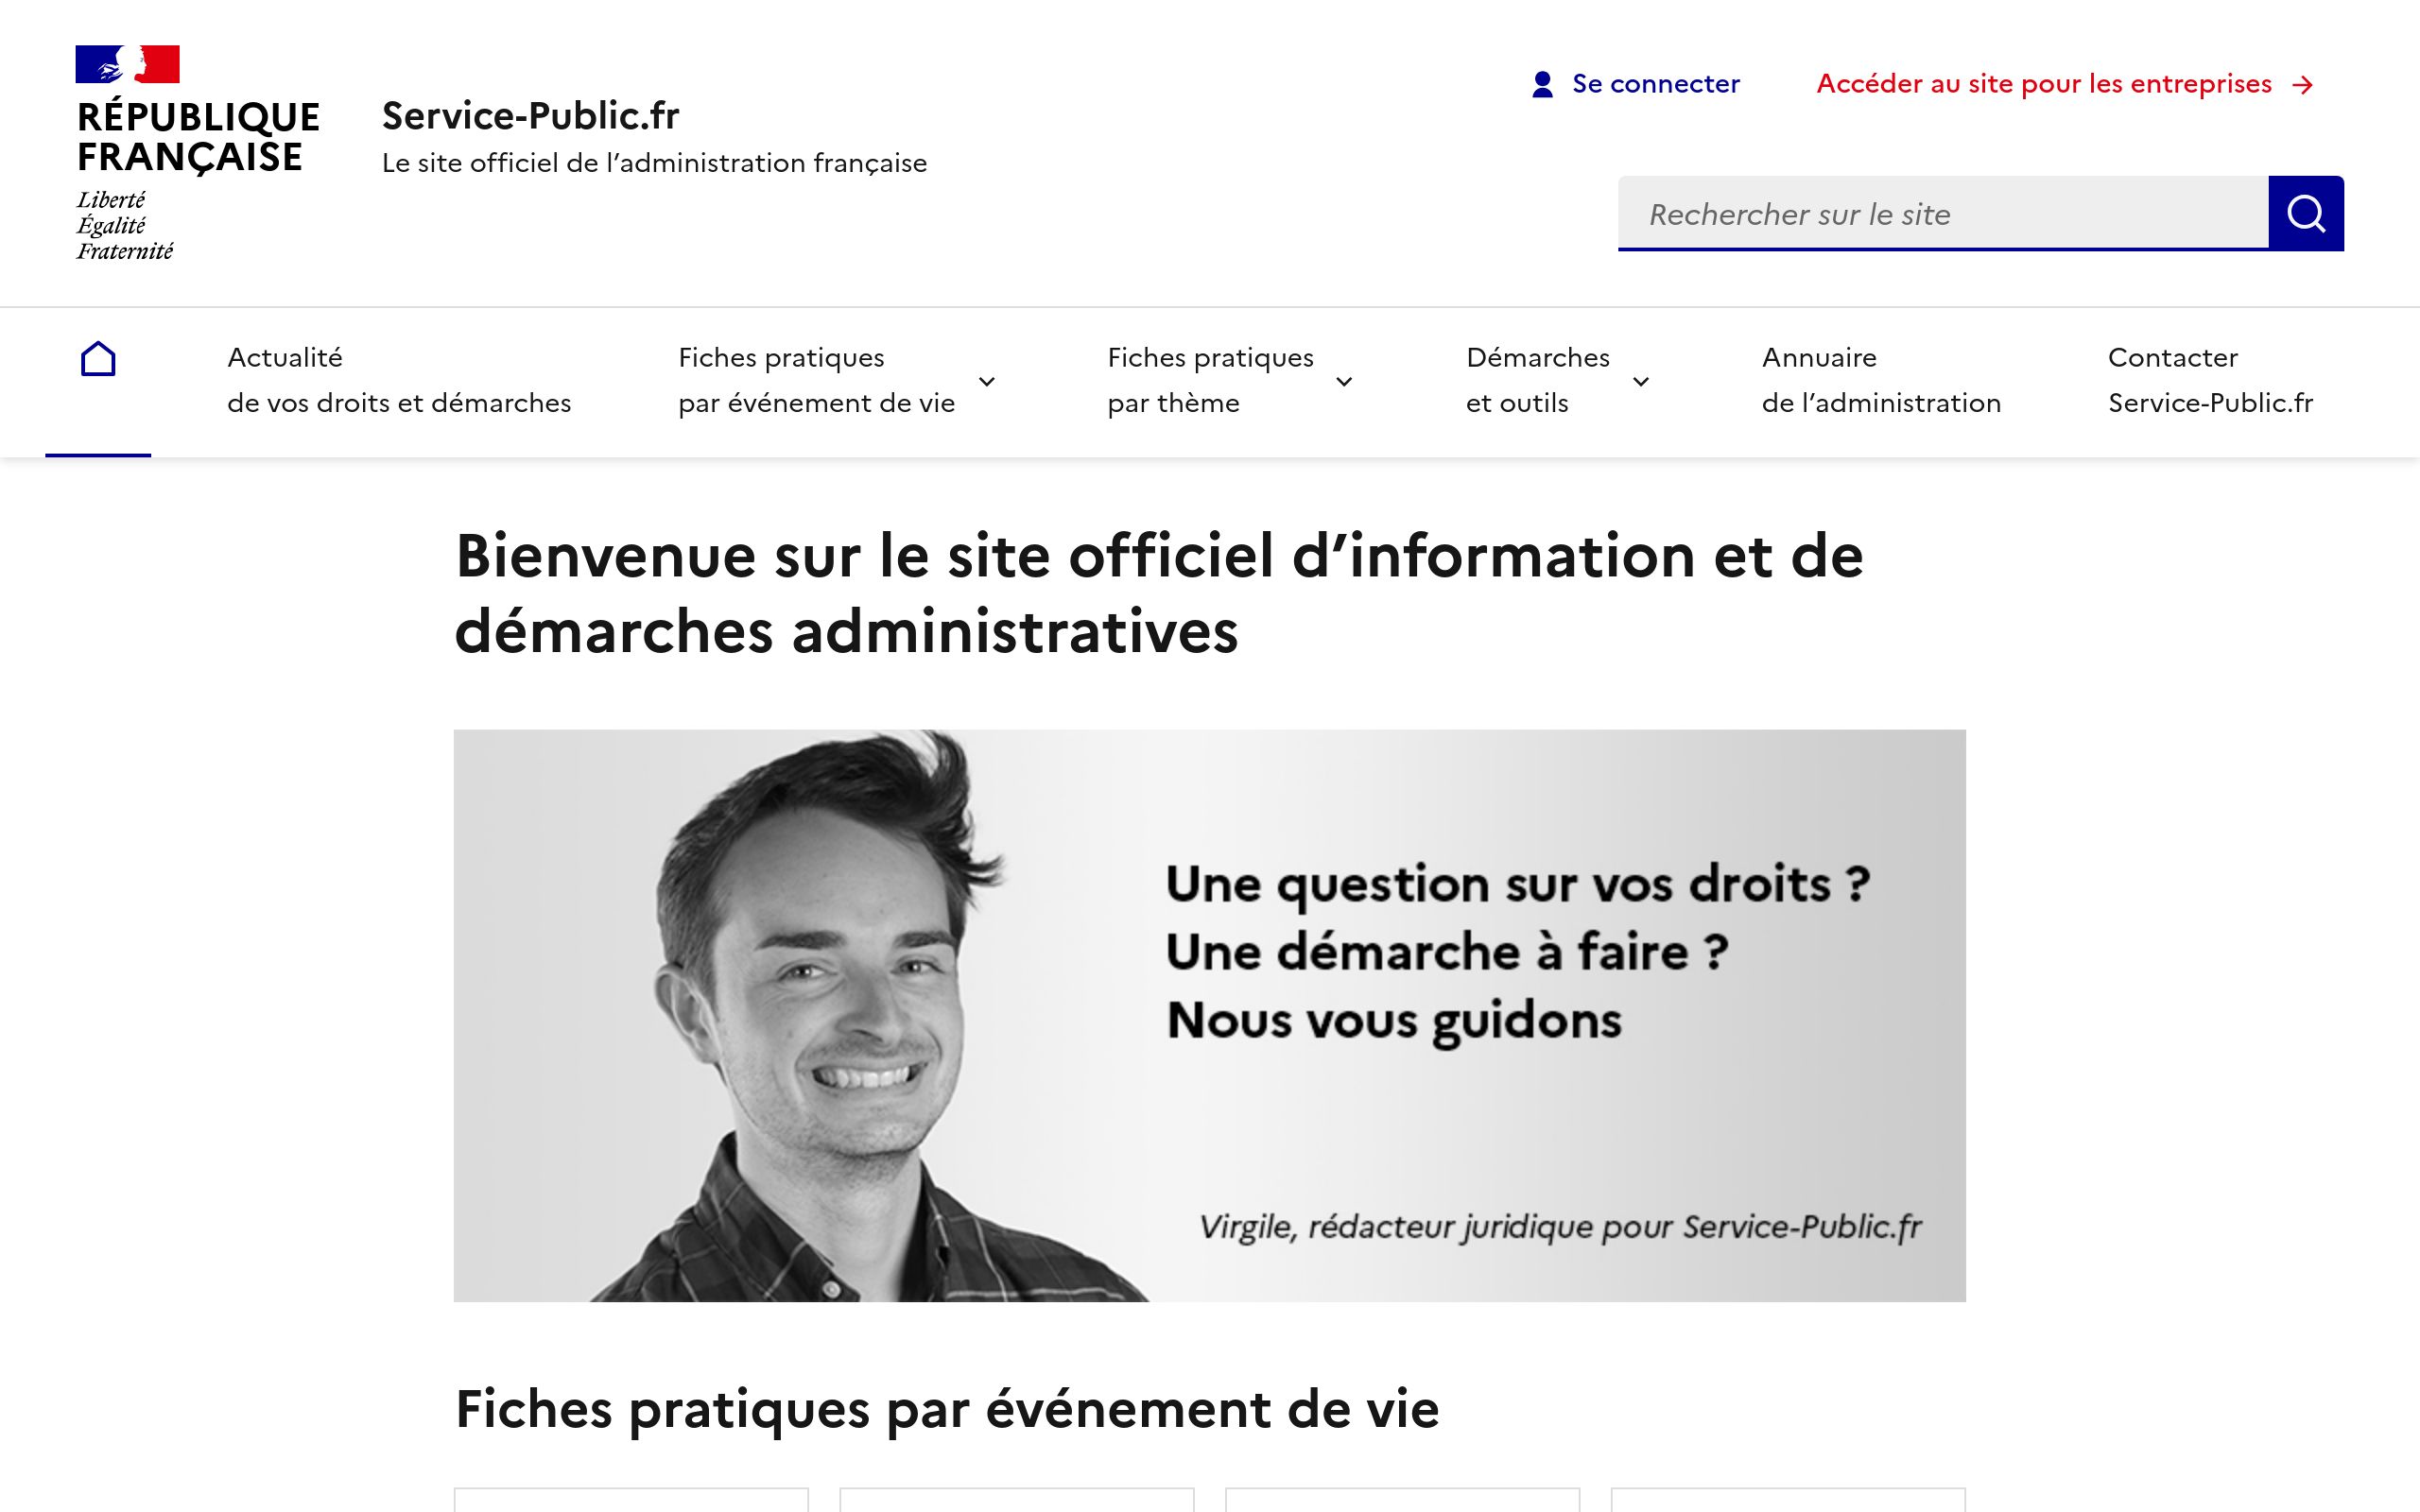 RÉPUBLIQUE
FRANÇAISE
Liberté
Égalité
Fraternité
Service-Public.fr
Le site officiel de l’administration française
Se connecter
Accéder au site pour les entreprises
Rechercher sur le site
Actualité
de vos droits et démarches
Fiches pratiques
par événement de vie
Fiches pratiques
par thème
Démarches
et outils
Annuaire
de l’administration
Contacter
Service-Public.fr
Bienvenue sur le site officiel d’information et de
démarches administratives
Une question sur vos droits ?
Une démarche à faire ?
Nous vous guidons
Virgile, rédacteur juridique pour Service-Public.fr
Fiches pratiques par événement de vie